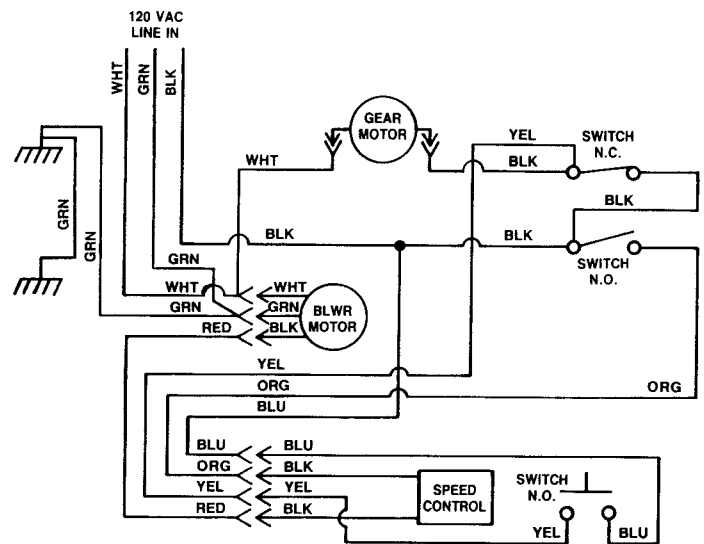 120 VAC
LINE IN
WHT
GRN
BLK
GEAR
MOTOR
YEL
SWITCH
N.C.
WHT
BLK
BLK
GRN
GRN
BLK
BLK
SWITCH
N.O.
GRN
WHT
WHT
GRN
GRN
BLWR
MOTOR
RED
BLK
YEL
ORG
ORG
BLU
BLU
BLU
ORG
BLK
YEL
YEL
RED
BLK
SPEED
CONTROL
SWITCH
N.O.
YEL
BLU